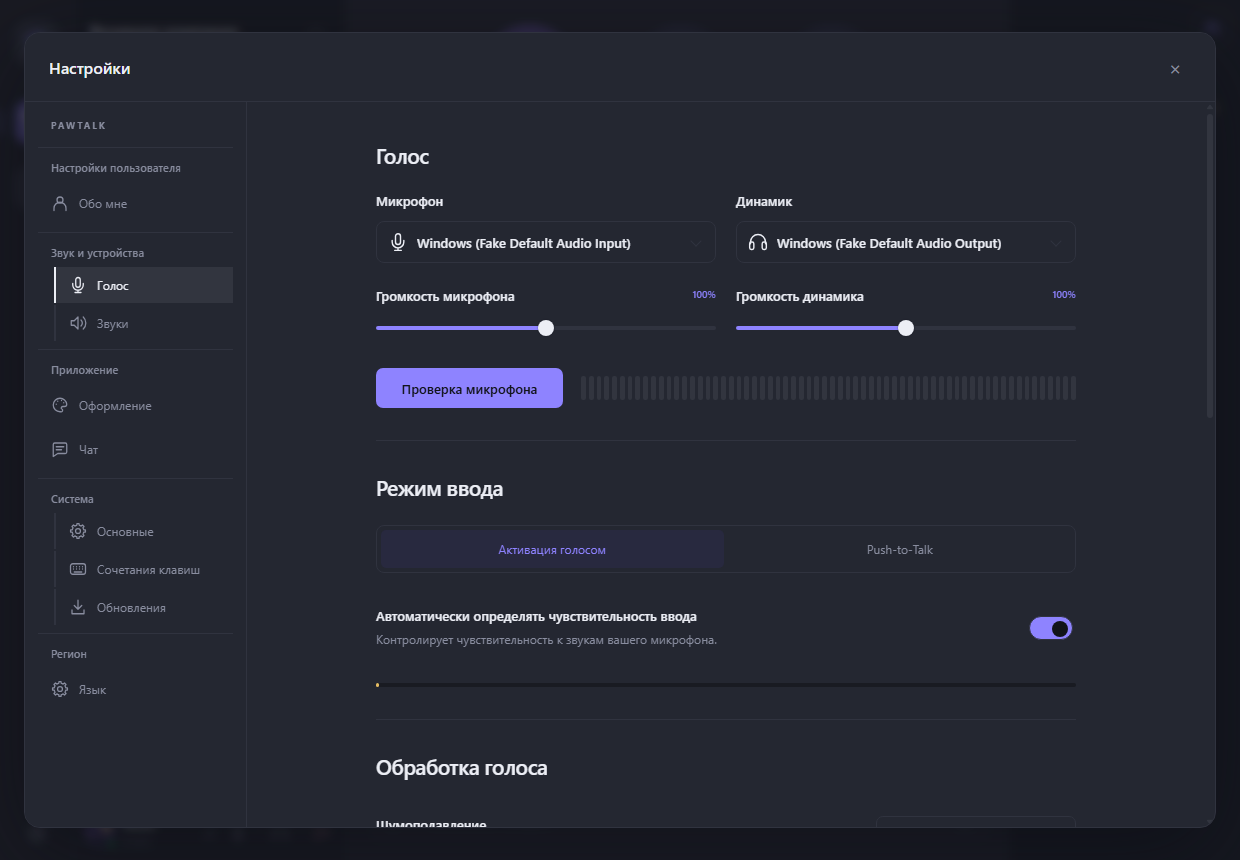 Настройки
PAWTALK
Настройки пользователя
Обо мне
Звук и устройства
Голос
Звуки
Приложение
Оформление
Чат
Система
Основные
Сочетания клавиш
Обновления
Регион
Язык
Голос
Микрофон
Динамик
Windows (Fake Default Audio Input)
Windows (Fake Default Audio Output)
Громкость микрофона
100%
Громкость динамика
100%
Проверка микрофона
Режим ввода
Активация голосом
Push-to-Talk
Автоматически определять чувствительность ввода
Контролирует чувствительность к звукам вашего микрофона.
Обработка голоса
Шумоподавление